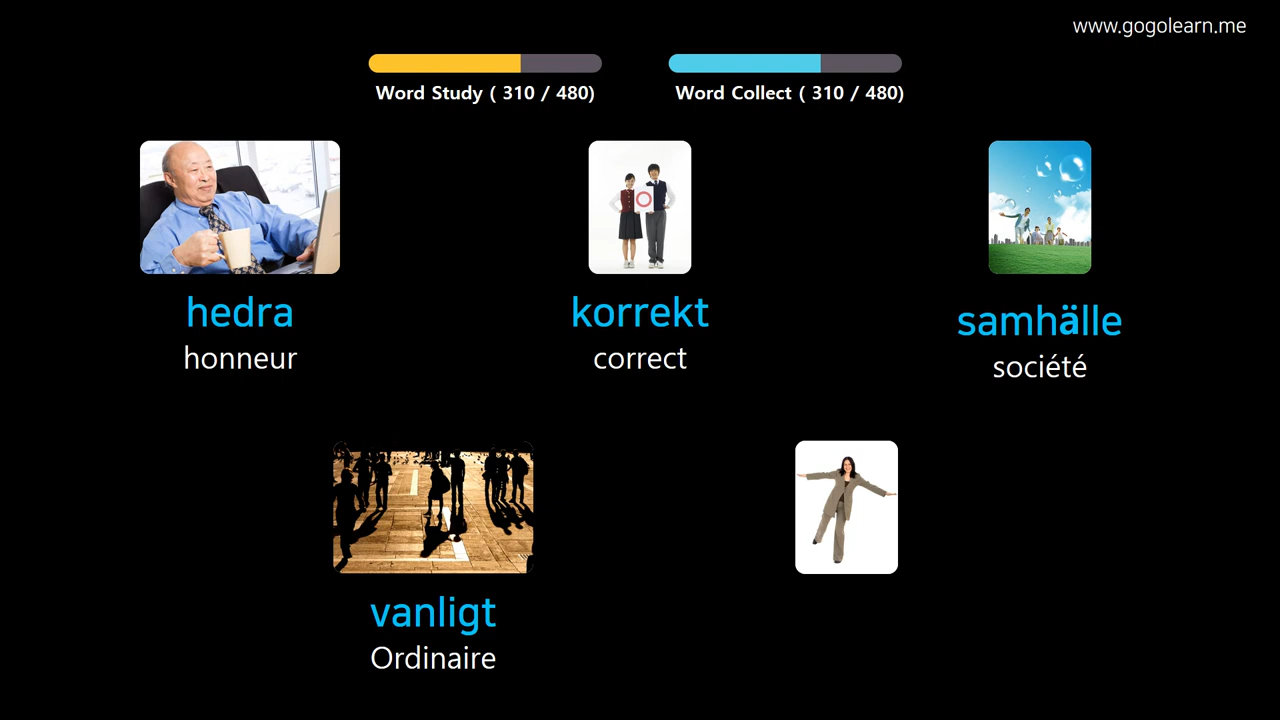 www.gogolearn.me
Word Study ( 310 / 480)
Word Collect ( 310 / 480)
hedra
honneur
korrekt
correct
samhälle
société
vanligt
Ordinaire